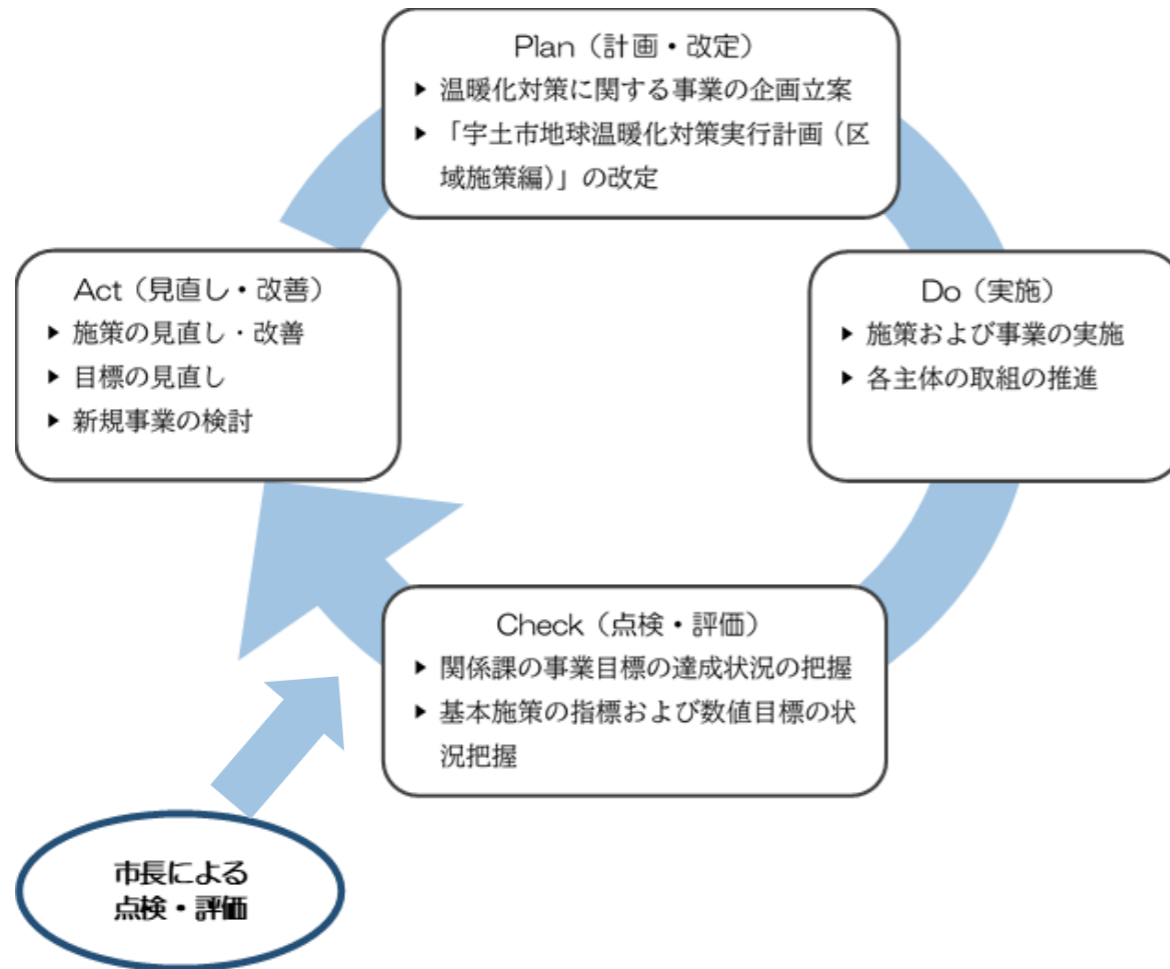 Plan（計画・改定）
▶ 温暖化対策に関する事業の企画立案
▶ 「宇土市地球温暖化対策実行計画（区
域施策編）」の改定
Act（見直し・改善）
▶ 施策の見直し・改善
▶ 目標の見直し
▶ 新規事業の検討
Do（実施）
▶ 施策および事業の実施
▶ 各主体の取組の推進
Check（点検・評価）
▶ 関係課の事業目標の達成状況の把握
▶ 基本施策の指標および数値目標の状
況把握
市長による
点検・評価